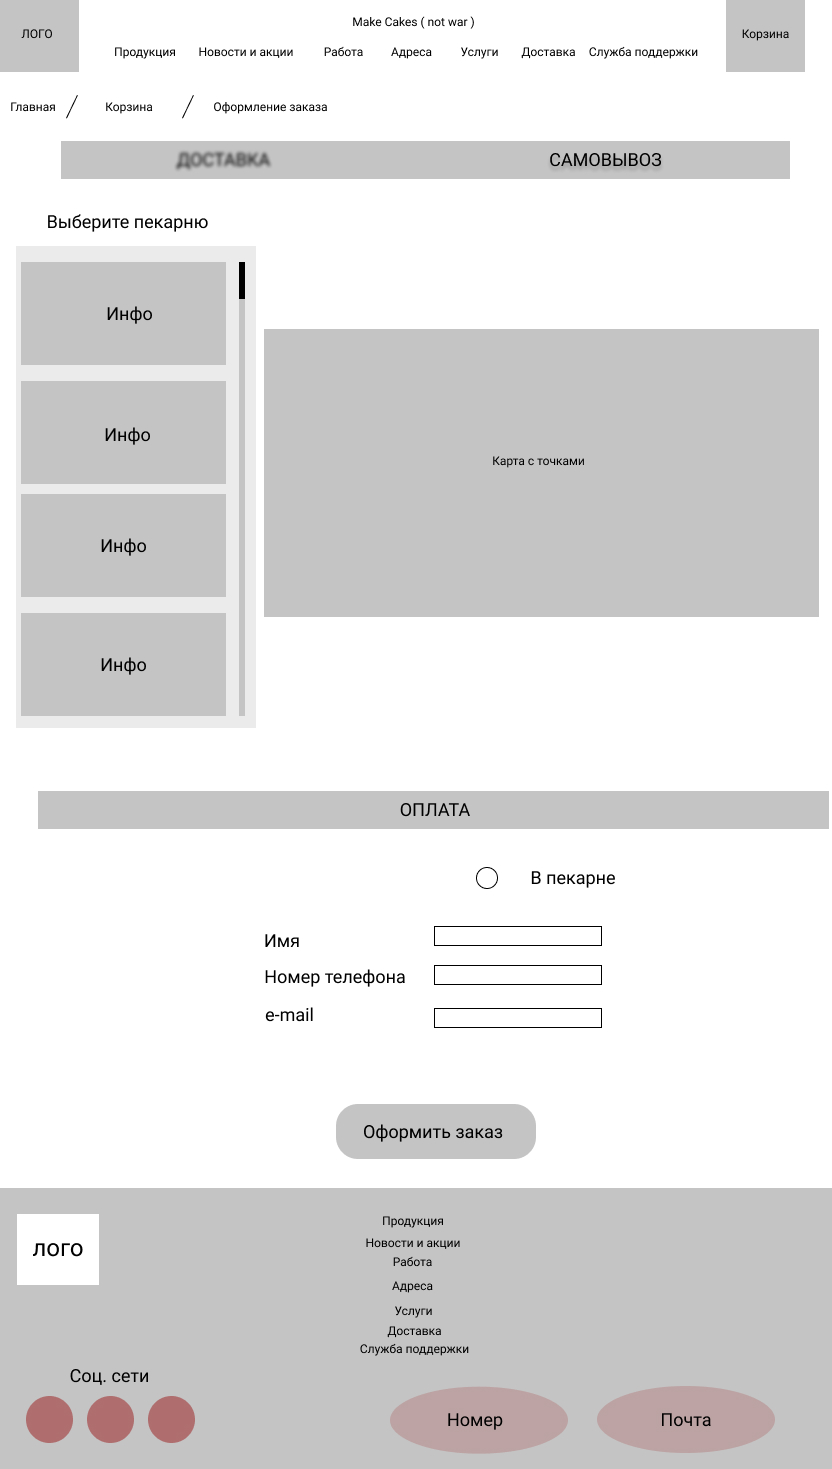 ЛОГО
Make Cakes ( not war )
Корзина
Продукция Новости и акции Работа Адреса Услуги Доставка Служба поддержки
Главная / Корзина / Оформление заказа
ДОСТАВКА САМОВЫВОЗ
Выберите пекарню
Инфо
Инфо
Инфо
Инфо
Карта с точками
ОПЛАТА
В пекарне
Имя
Номер телефона
e-mail
Оформить заказ
ЛОГО
Продукция
Новости и акции
Работа
Адреса
Услуги
Доставка
Служба поддержки
Соц. сети
Номер
Почта